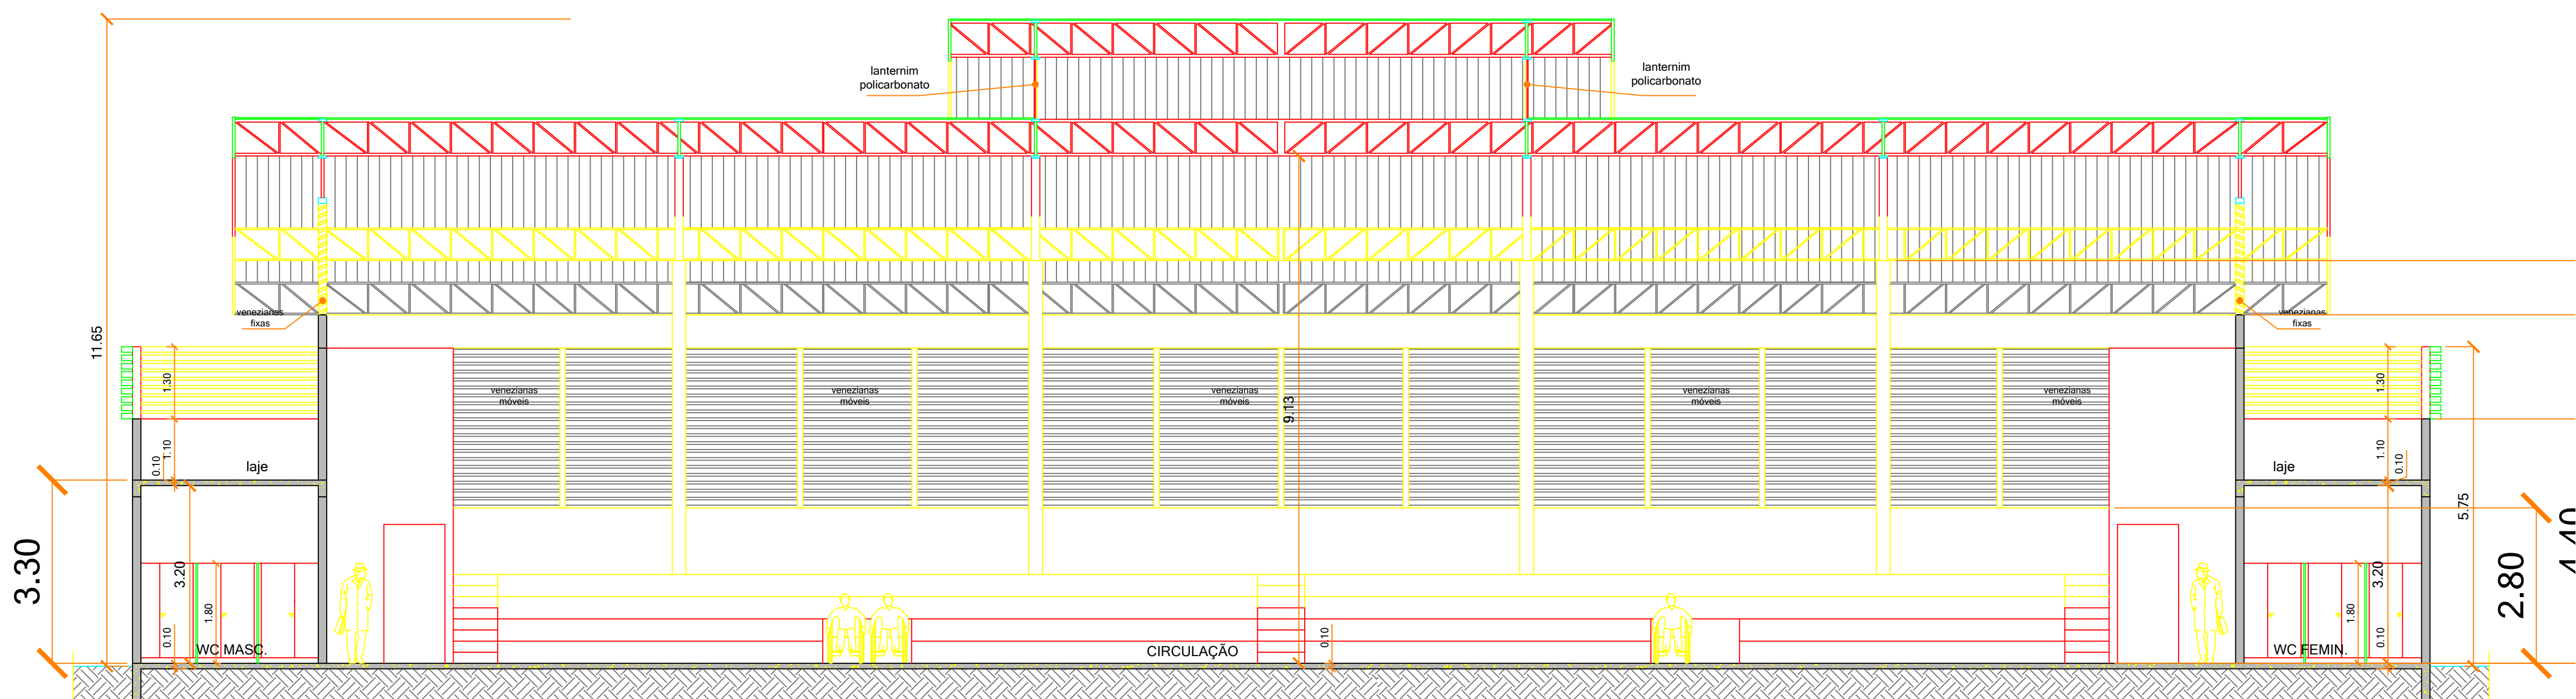 lanternim
policarbonato
lanternim
policarbonato
venezianas
fixas
venezianas
fixas
11.65
1.30
1.30
venezianas
móveis
venezianas
móveis
venezianas
móveis
venezianas
móveis
venezianas
móveis
9.13
0.10
1.10
laje
laje
1.10
0.10
5.75
4.40
3.30
3.20
1.80
0.10
WC MASC.
CIRCULAÇÃO
0.10
WC FEMIN.
1.80
3.20
0.10
2.80